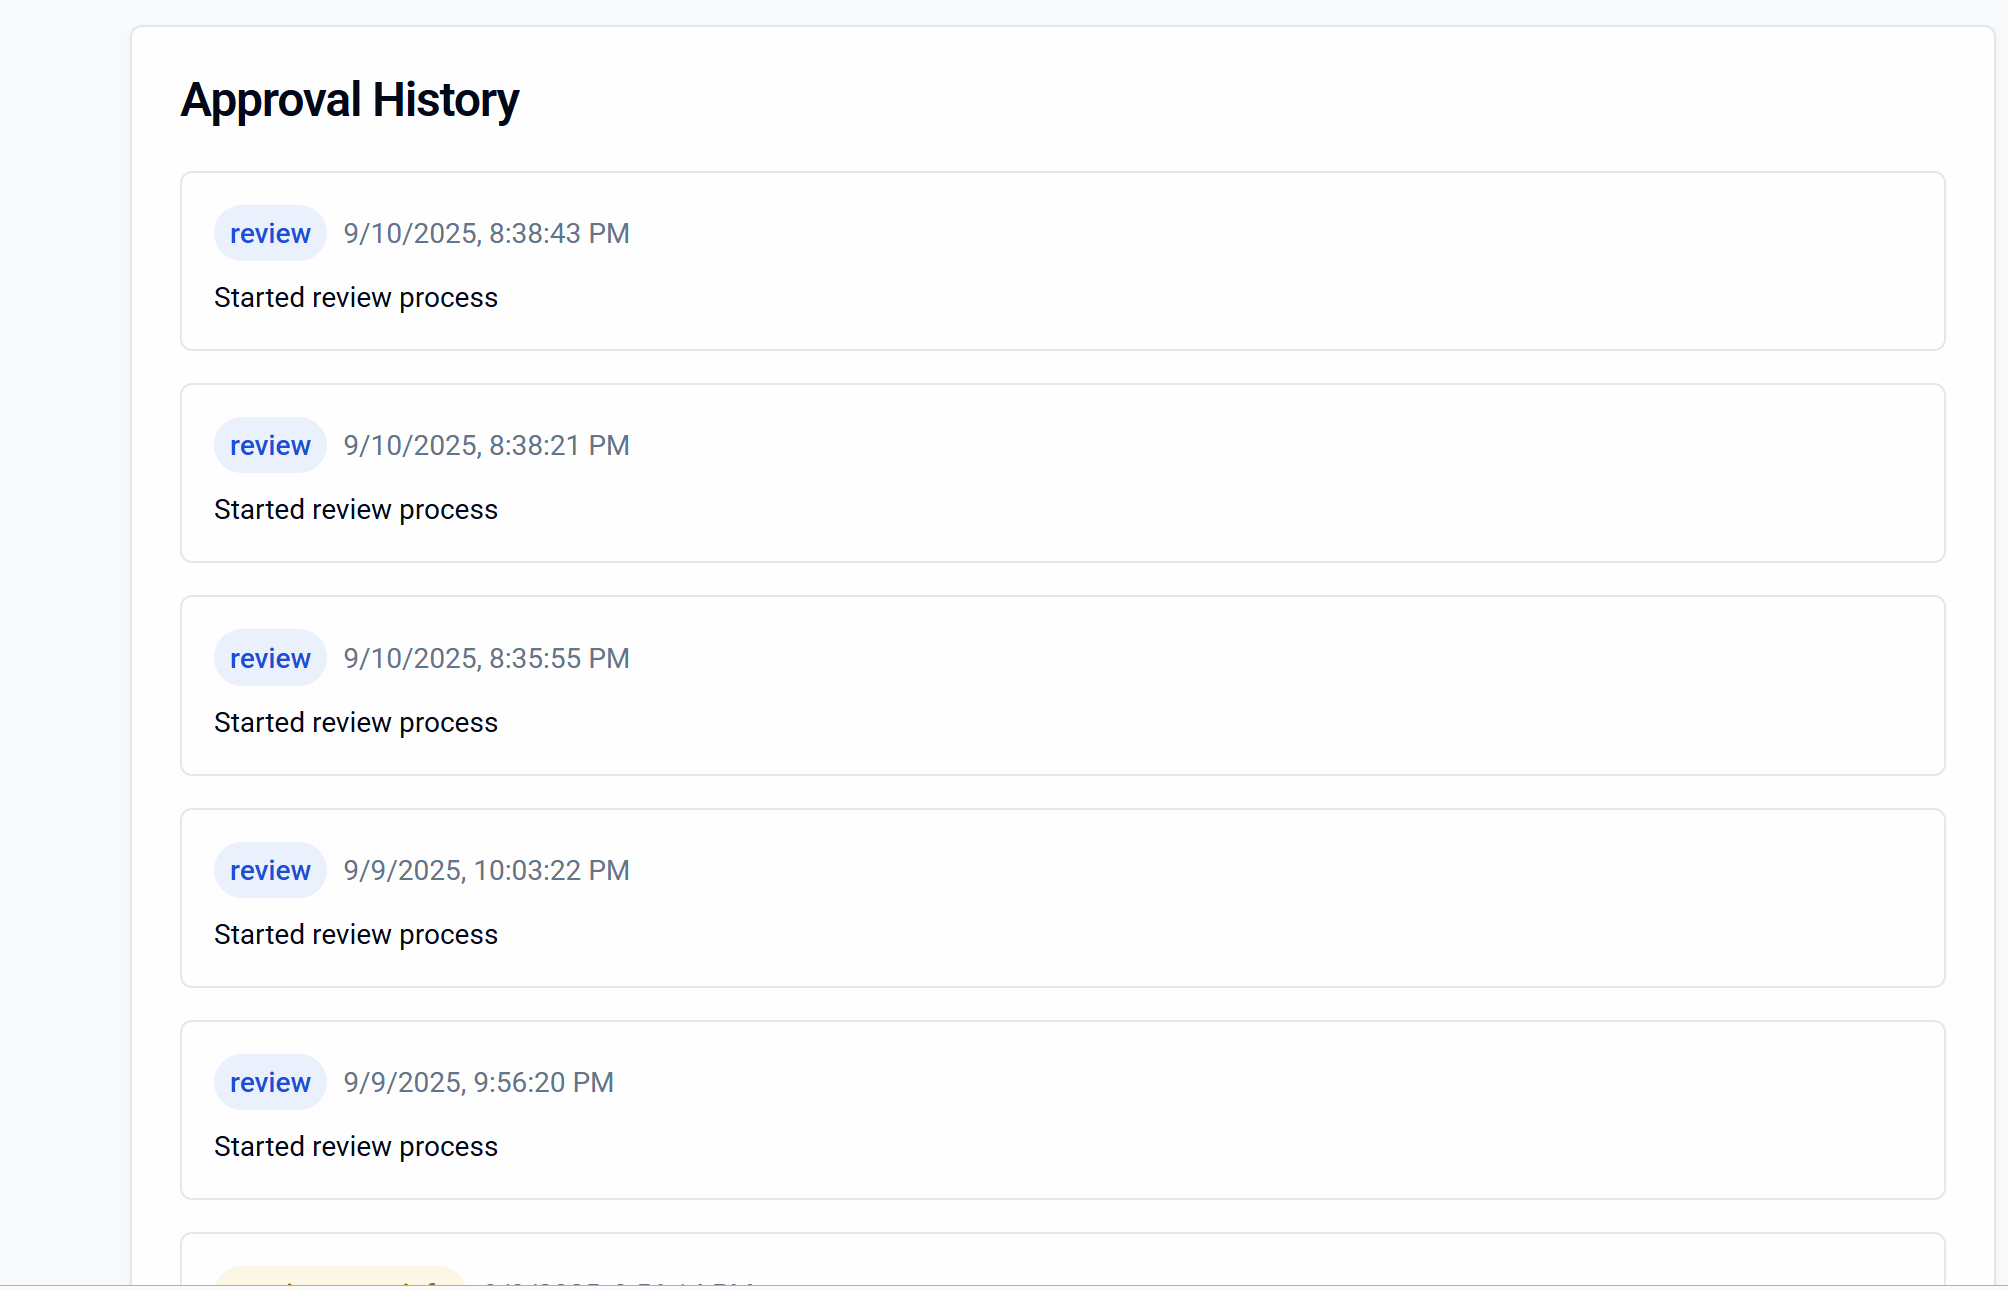 Approval History
review 9/10/2025, 8:38:43 PM
Started review process
review 9/10/2025, 8:38:21 PM
Started review process
review 9/10/2025, 8:35:55 PM
Started review process
review 9/9/2025, 10:03:22 PM
Started review process
review 9/9/2025, 9:56:20 PM
Started review process